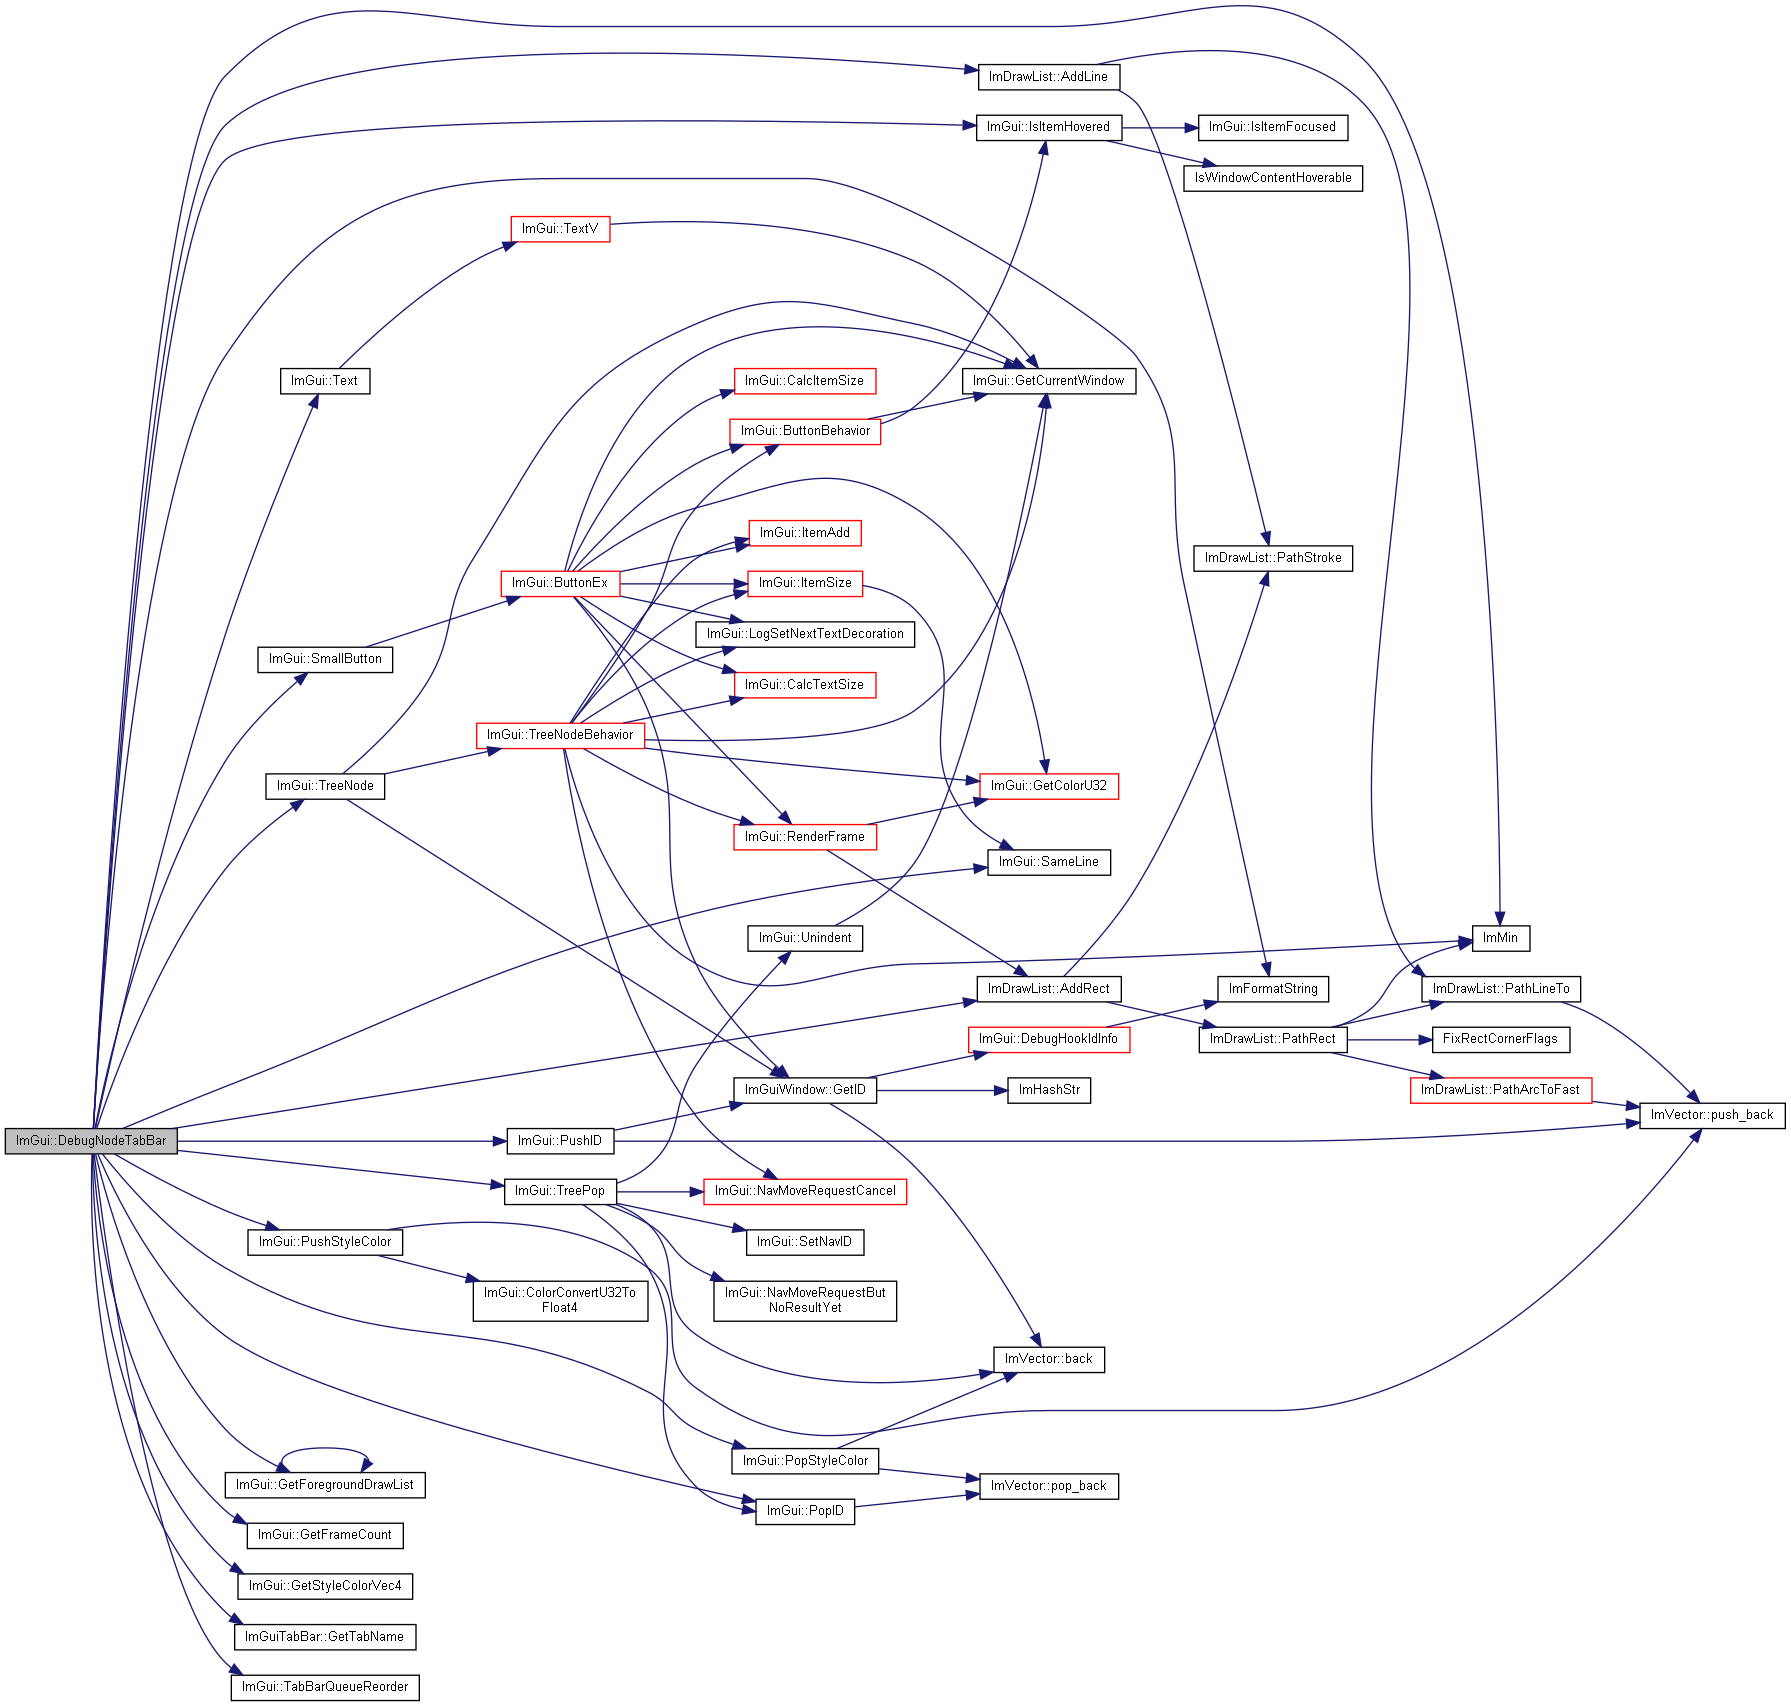 ImDrawList::AddLine
ImGui::IsItemHovered
ImGui::IsItemFocused
IsWindowContentHoverable
ImGui::TextV
ImGui::Text
ImGui::CalcItemSize
ImGui::GetCurrentWindow
ImGui::ButtonBehavior
ImGui::ItemAdd
ImDrawList::PathStroke
ImGui::ButtonEx
ImGui::ItemSize
ImGui::LogSetNextTextDecoration
ImGui::SmallButton
ImGui::CalcTextSize
ImGui::TreeNodeBehavior
ImGui::TreeNode
ImGui::GetColorU32
ImGui::RenderFrame
ImGui::SameLine
ImGui::Unindent
ImMin
ImDrawList::AddRect
ImFormatString
ImDrawList::PathLineTo
ImGui::DebugHookIdInfo
ImDrawList::PathRect
FixRectCornerFlags
ImGuiWindow::GetID
ImHashStr
ImDrawList::PathArcToFast
ImVector::push_back
ImGui::DebugNodeTabBar
ImGui::PushID
ImGui::TreePop
ImGui::NavMoveRequestCancel
ImGui::PushStyleColor
ImGui::SetNavID
ImGui::ColorConvertU32To
Float4
ImGui::NavMoveRequestBut
NoResultYet
ImVector::back
ImGui::PopStyleColor
ImGui::GetForegroundDrawList
ImVector::pop_back
ImGui::PopID
ImGui::GetFrameCount
ImGui::GetStyleColorVec4
ImGuiTabBar::GetTabName
ImGui::TabBarQueueReorder